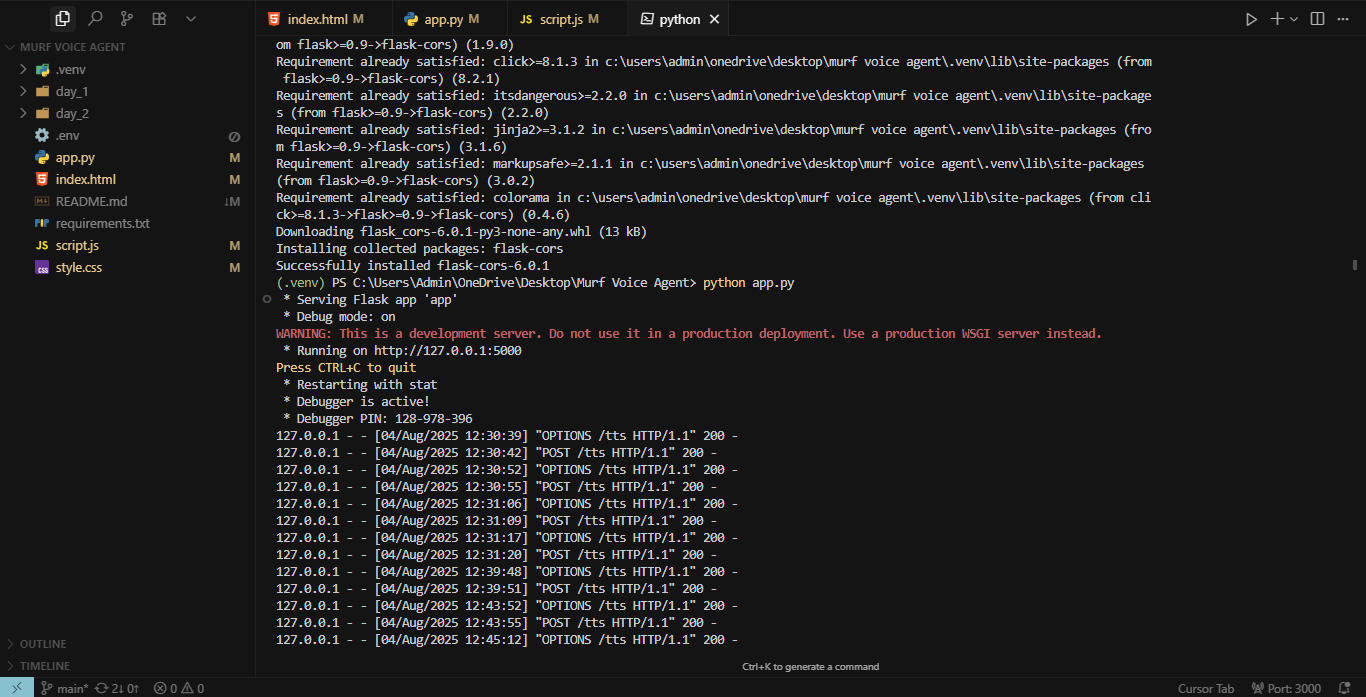 index.html M
app.py M
JS script.js M
python
MURF VOICE AGENT
.venv
day_1
day_2
.env
app.py M
index.html M
README.md ↓M
requirements.txt
JS script.js M
style.css M
OUTLINE
TIMELINE
om flask>=0.9->flask-cors) (1.9.0)
Requirement already satisfied: click>=8.1.3 in c:\users\admin\onedrive\desktop\murf voice agent\.venv\lib\site-packages (from
 flask>=0.9->flask-cors) (8.2.1)
Requirement already satisfied: itsdangerous>=2.2.0 in c:\users\admin\onedrive\desktop\murf voice agent\.venv\lib\site-package
s (from flask>=0.9->flask-cors) (2.2.0)
Requirement already satisfied: jinja2>=3.1.2 in c:\users\admin\onedrive\desktop\murf voice agent\.venv\lib\site-packages (fro
m flask>=0.9->flask-cors) (3.1.6)
Requirement already satisfied: markupsafe>=2.1.1 in c:\users\admin\onedrive\desktop\murf voice agent\.venv\lib\site-packages
(from flask>=0.9->flask-cors) (3.0.2)
Requirement already satisfied: colorama in c:\users\admin\onedrive\desktop\murf voice agent\.venv\lib\site-packages (from cli
ck>=8.1.3->flask>=0.9->flask-cors) (0.4.6)
Downloading flask_cors-6.0.1-py3-none-any.whl (13 kB)
Installing collected packages: flask-cors
Successfully installed flask-cors-6.0.1
(.venv) PS C:\Users\Admin\OneDrive\Desktop\Murf Voice Agent> python app.py
 * Serving Flask app 'app'
 * Debug mode: on
WARNING: This is a development server. Do not use it in a production deployment. Use a production WSGI server instead.
 * Running on http://127.0.0.1:5000
Press CTRL+C to quit
 * Restarting with stat
 * Debugger is active!
 * Debugger PIN: 128-978-396
127.0.0.1 - - [04/Aug/2025 12:30:39] "OPTIONS /tts HTTP/1.1" 200 -
127.0.0.1 - - [04/Aug/2025 12:30:42] "POST /tts HTTP/1.1" 200 -
127.0.0.1 - - [04/Aug/2025 12:30:52] "OPTIONS /tts HTTP/1.1" 200 -
127.0.0.1 - - [04/Aug/2025 12:30:55] "POST /tts HTTP/1.1" 200 -
127.0.0.1 - - [04/Aug/2025 12:31:06] "OPTIONS /tts HTTP/1.1" 200 -
127.0.0.1 - - [04/Aug/2025 12:31:09] "POST /tts HTTP/1.1" 200 -
127.0.0.1 - - [04/Aug/2025 12:31:17] "OPTIONS /tts HTTP/1.1" 200 -
127.0.0.1 - - [04/Aug/2025 12:31:20] "POST /tts HTTP/1.1" 200 -
127.0.0.1 - - [04/Aug/2025 12:39:48] "OPTIONS /tts HTTP/1.1" 200 -
127.0.0.1 - - [04/Aug/2025 12:39:51] "POST /tts HTTP/1.1" 200 -
127.0.0.1 - - [04/Aug/2025 12:43:52] "OPTIONS /tts HTTP/1.1" 200 -
127.0.0.1 - - [04/Aug/2025 12:43:55] "POST /tts HTTP/1.1" 200 -
127.0.0.1 - - [04/Aug/2025 12:45:12] "OPTIONS /tts HTTP/1.1" 200 -
Ctrl+K to generate a command
main* 2↓ 0↑ 0 0
Cursor Tab Port: 3000